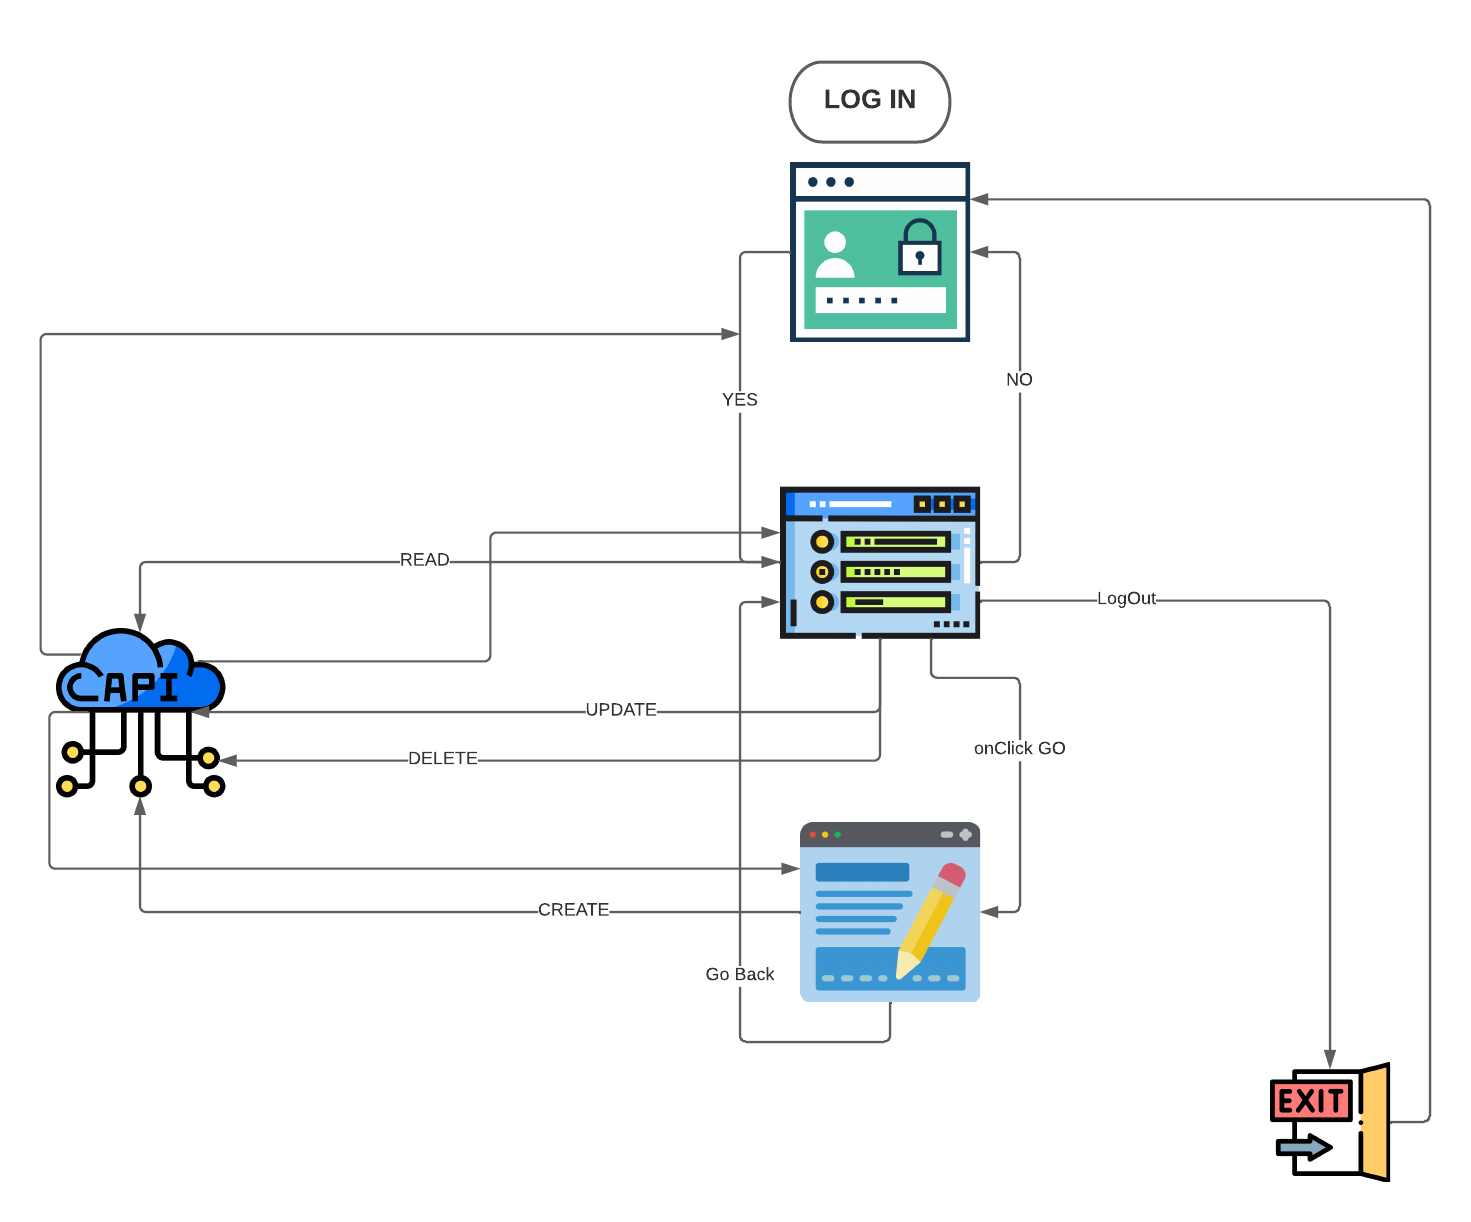 LOG IN
NO
YES
READ
LogOut
API
UPDATE
onClick GO
DELETE
CREATE
Go Back
EXIT